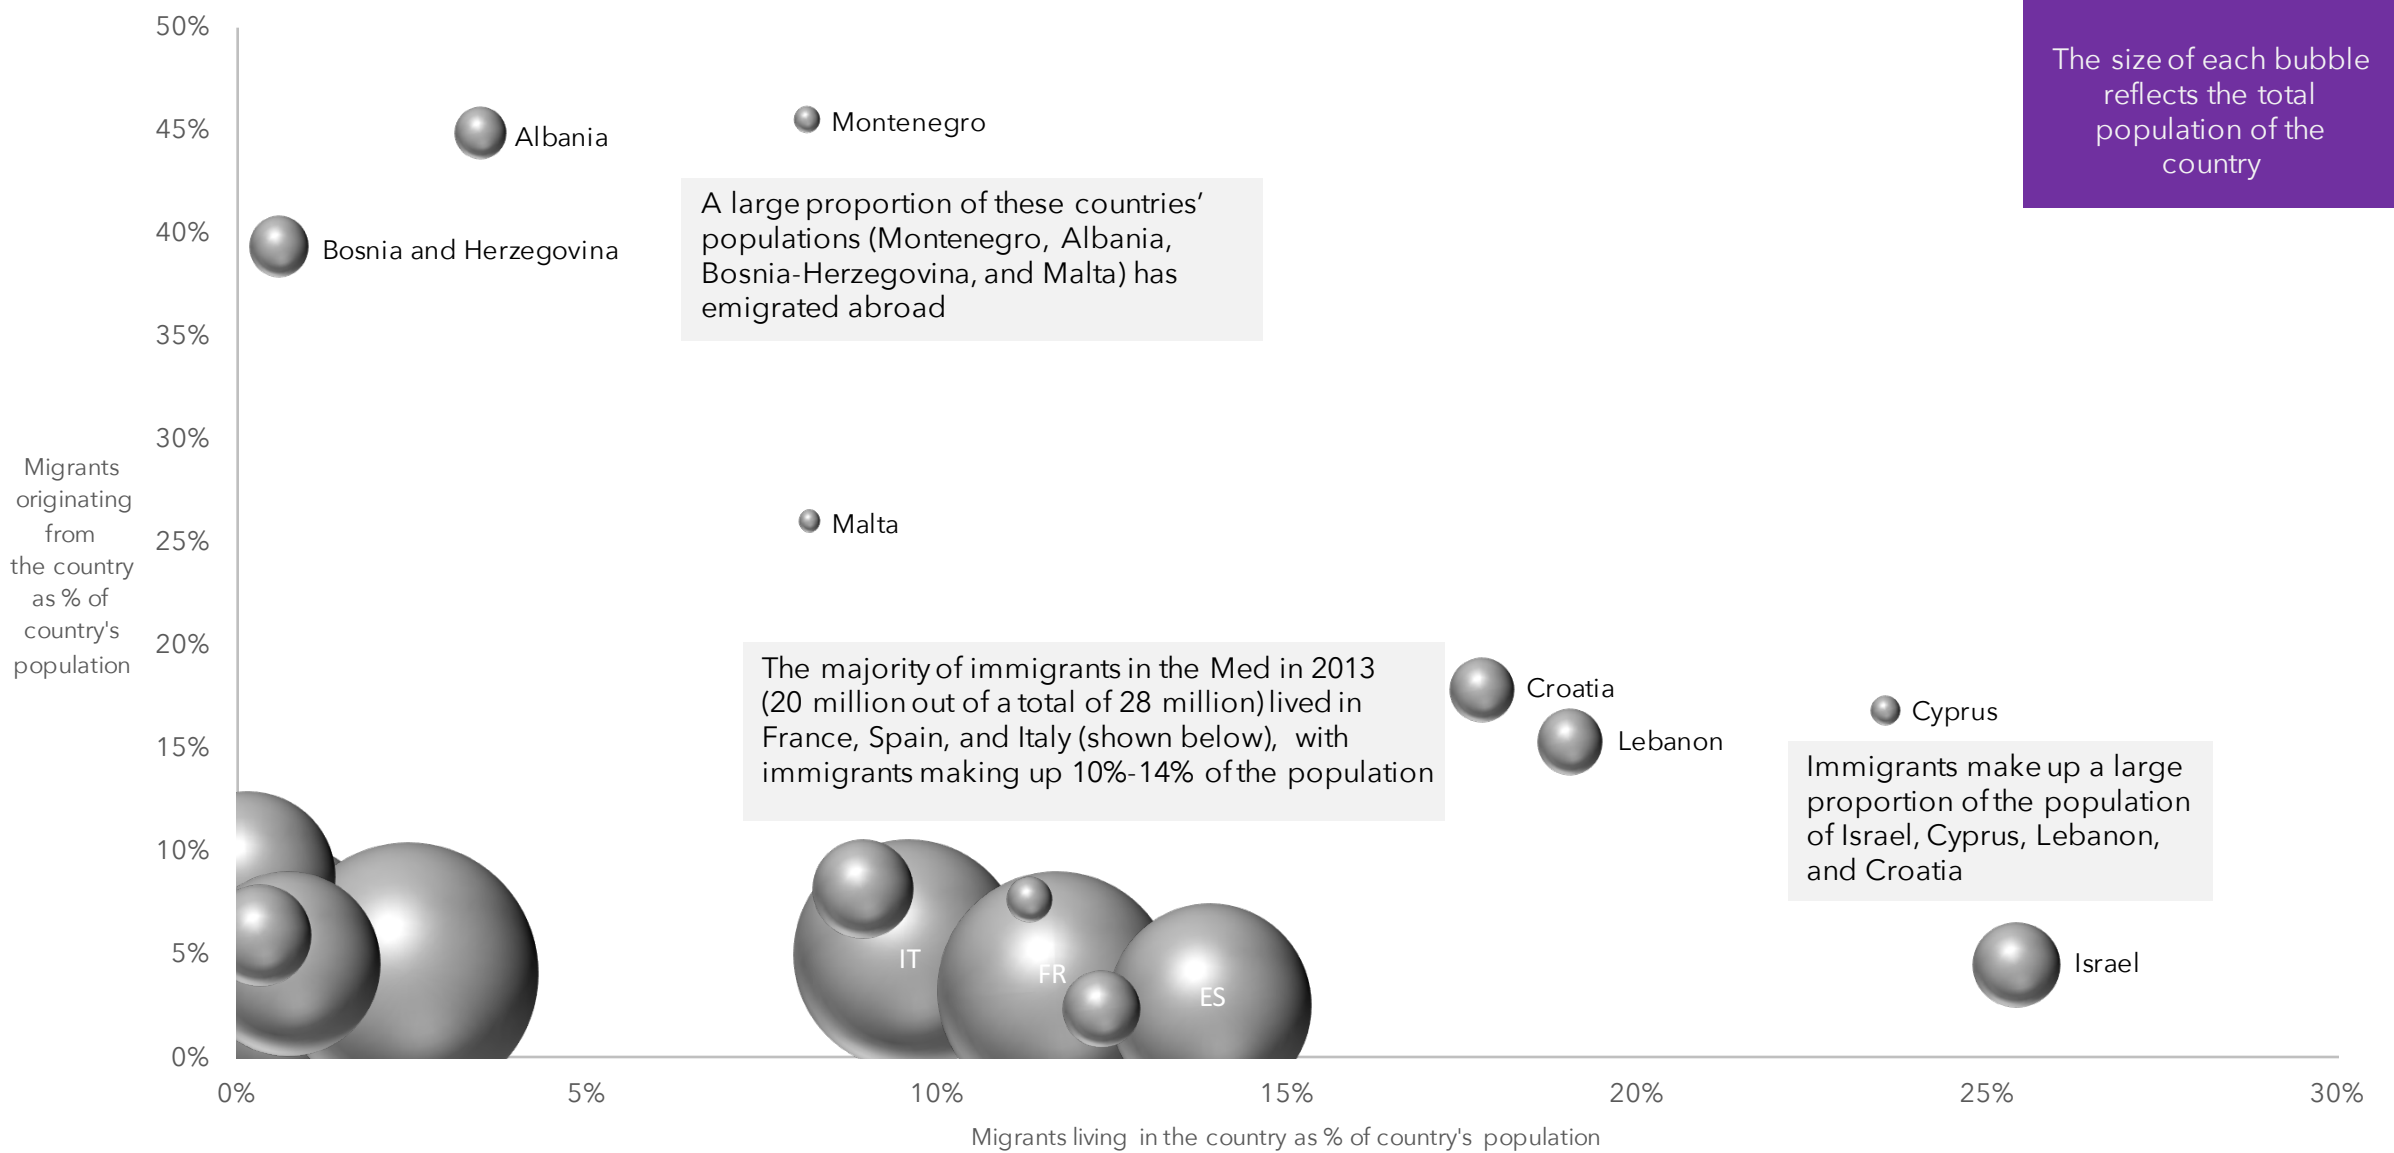 50%
45%
40%
35%
30%
25%
20%
15%
10%
5%
0%
Migrants
originating
from
the country
as % of
country's
population
The size of each bubble
reflects the total
population of the
country
Albania
Montenegro
Bosnia and Herzegovina
A large proportion of these countries’
populations (Montenegro, Albania,
Bosnia-Herzegovina, and Malta) has
emigrated abroad
Malta
The majority of immigrants in the Med in 2013
(20 million out of a total of 28 million) lived in
France, Spain, and Italy (shown below), with
immigrants making up 10%-14% of the population
Croatia
Lebanon
Cyprus
Immigrants make up a large
proportion of the population
of Israel, Cyprus, Lebanon,
and Croatia
IT
FR
ES
Israel
0%
5%
10%
15%
20%
25%
30%
Migrants living in the country as % of country's population